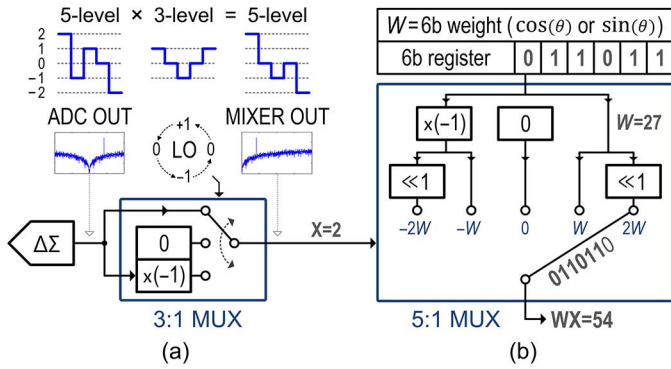 5-level × 3-level = 5-level
2
1
0
−1
−2
ADC OUT
MIXER OUT
+1
0 LO 0
−1
ΔΣ
0
x(−1)
3:1 MUX
X=2
(a)
W=6b weight (cos(θ) or sin(θ))
6b register 0 1 1 0 1 1
x(−1)
0
W=27
≪1
≪1
−2W −W 0 W 2W
0110110
5:1 MUX
WX=54
(b)